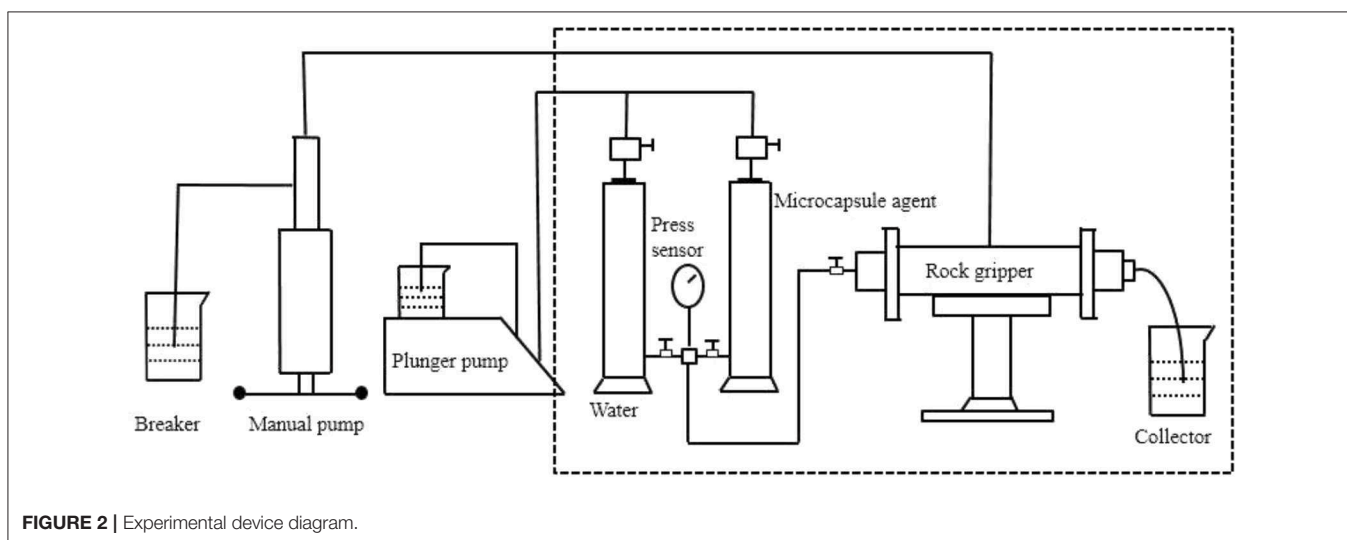 Microcapsule agent
Press
sensor
Rock gripper
Plunger pump
Water
Breaker
Manual pump
Collector
FIGURE 2 | Experimental device diagram.